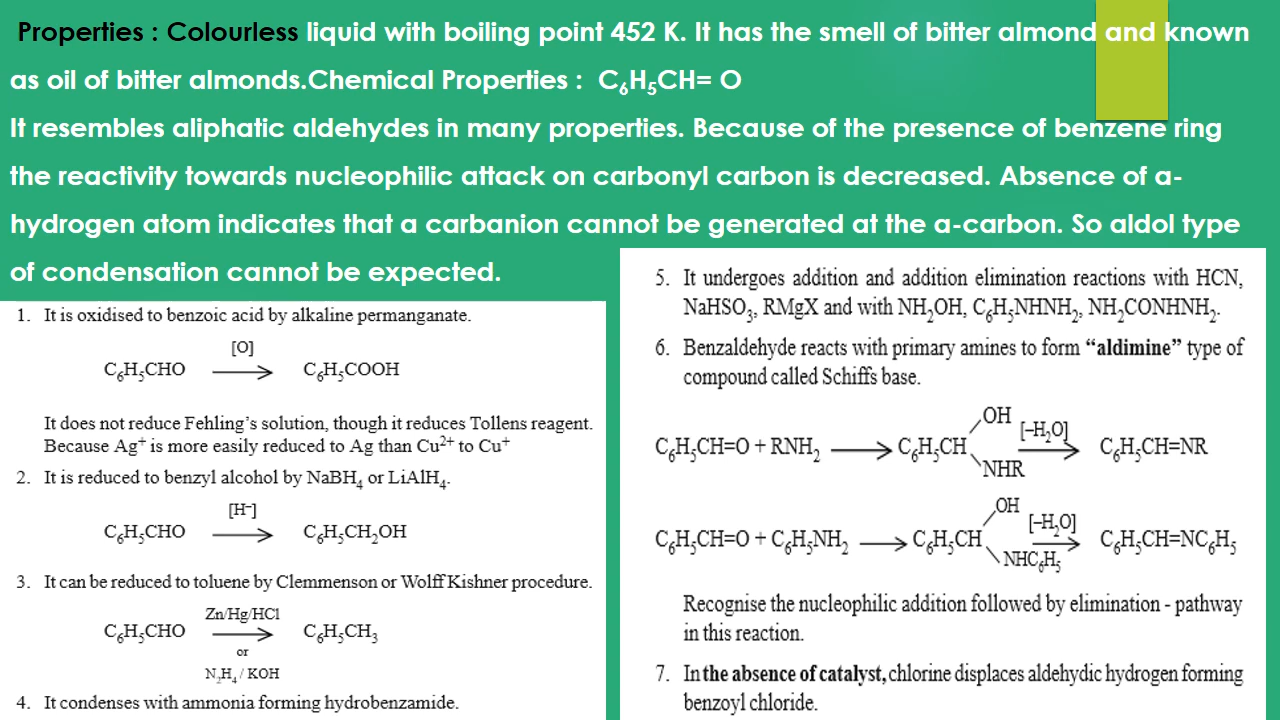 Properties : Colourless liquid with boiling point 452 K. It has the smell of bitter almond and known
as oil of bitter almonds.Chemical Properties :  C₆H₅CH= O
It resembles aliphatic aldehydes in many properties. Because of the presence of benzene ring
the reactivity towards nucleophilic attack on carbonyl carbon is decreased. Absence of α-
hydrogen atom indicates that a carbanion cannot be generated at the α-carbon. So aldol type
of condensation cannot be expected.
1. It is oxidised to benzoic acid by alkaline permanganate.
[O]
C₆H₅CHO ⟶ C₆H₅COOH
It does not reduce Fehling’s solution, though it reduces Tollens reagent.
Because Ag⁺ is more easily reduced to Ag than Cu²⁺ to Cu⁺
2. It is reduced to benzyl alcohol by NaBH₄ or LiAlH₄.
[H⁻]
C₆H₅CHO ⟶ C₆H₅CH₂OH
3. It can be reduced to toluene by Clemmenson or Wolff Kishner procedure.
Zn/Hg/HCl
C₆H₅CHO ⟶ C₆H₅CH₃
or
N₂H₄ / KOH
4. It condenses with ammonia forming hydrobenzamide.
5. It undergoes addition and addition elimination reactions with HCN,
NaHSO₃, RMgX and with NH₂OH, C₆H₅NHNH₂, NH₂CONHNH₂.
6. Benzaldehyde reacts with primary amines to form “aldimine” type of
compound called Schiffs base.
OH
[–H₂O]
C₆H₅CH=O + RNH₂ ⟶ C₆H₅CH ⟶ C₆H₅CH=NR
NHR
OH
[–H₂O]
C₆H₅CH=O + C₆H₅NH₂ ⟶ C₆H₅CH ⟶ C₆H₅CH=NC₆H₅
NHC₆H₅
Recognise the nucleophilic addition followed by elimination - pathway
in this reaction.
7. In the absence of catalyst, chlorine displaces aldehydic hydrogen forming
benzoyl chloride.